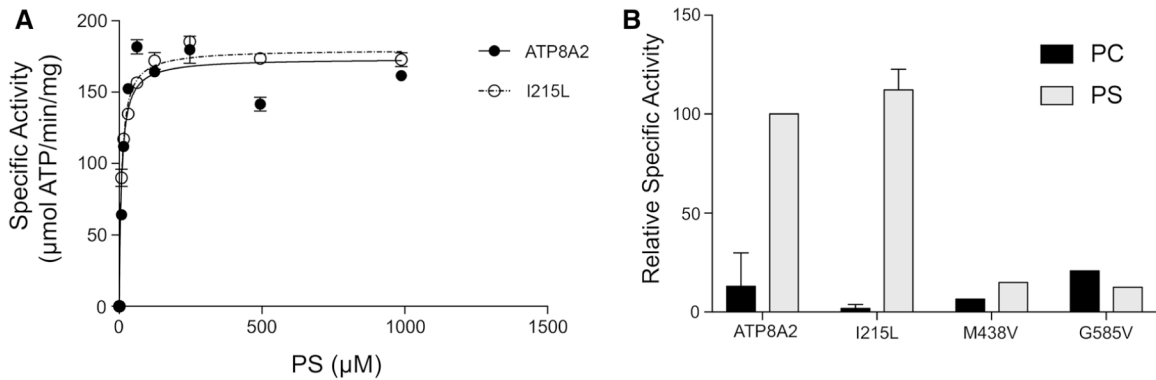 A
Specific Activity
(µmol ATP/min/mg)
200
150
100
50
0
0 500 1000 1500
PS (µM)
ATP8A2
I215L
B
Relative Specific Activity
150
100
50
0
PC
PS
ATP8A2 I215L M438V G585V